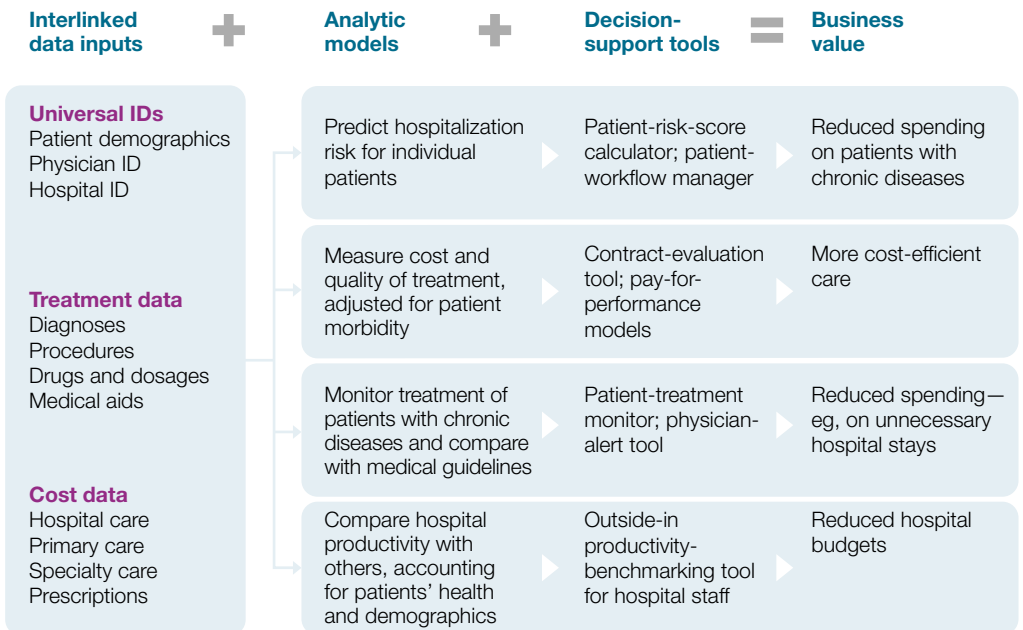 Interlinked
data inputs
+
Analytic
models
+
Decision-
support tools
=
Business
value
Universal IDs
Patient demographics
Physician ID
Hospital ID
Treatment data
Diagnoses
Procedures
Drugs and dosages
Medical aids
Cost data
Hospital care
Primary care
Specialty care
Prescriptions
Predict hospitalization
risk for individual
patients
Patient-risk-score
calculator; patient-
workflow manager
Reduced spending
on patients with
chronic diseases
Measure cost and
quality of treatment,
adjusted for patient
morbidity
Contract-evaluation
tool; pay-for-
performance
models
More cost-efficient
care
Monitor treatment of
patients with chronic
diseases and compare
with medical guidelines
Patient-treatment
monitor; physician-
alert tool
Reduced spending—
eg, on unnecessary
hospital stays
Compare hospital
productivity with
others, accounting
for patients’ health
and demographics
Outside-in
productivity-
benchmarking tool
for hospital staff
Reduced hospital
budgets